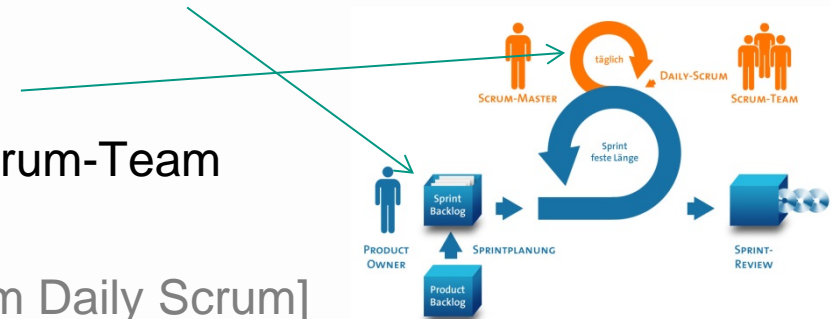 täglich
DAILY-SCRUM
SCRUM-MASTER
SCRUM-TEAM
rum-Team
Sprint
feste Länge
Sprint
Backlog
PRODUCT
OWNER
SPRINTPLANUNG
SPRINT-
REVIEW
m Daily Scrum]
Product
Backlog